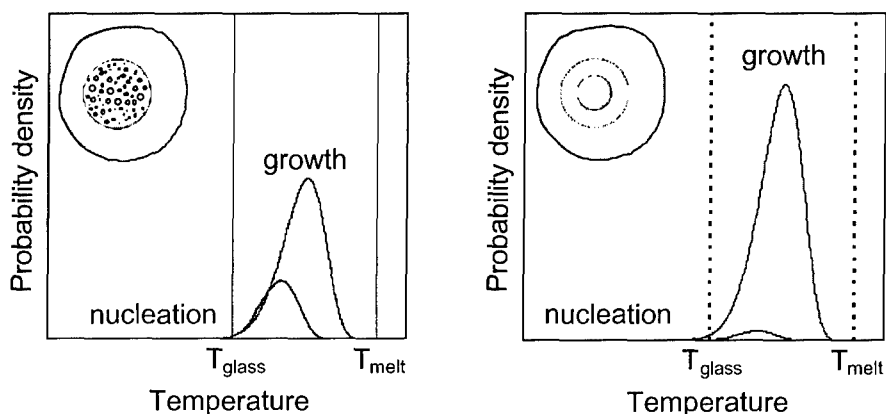 Probability density
growth
nucleation
T_glass
T_melt
Temperature
Probability density
growth
nucleation
T_glass
T_melt
Temperature